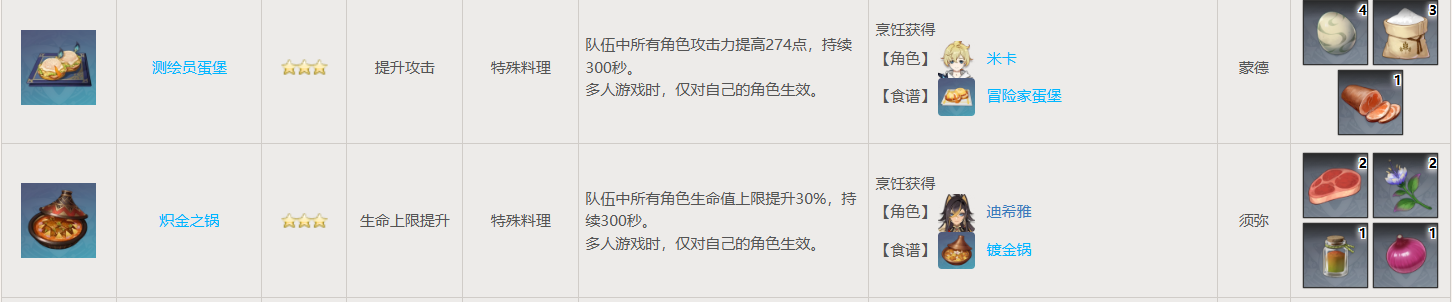 测绘员蛋堡
提升攻击
特殊料理
队伍中所有角色攻击力提高274点，持续
300秒。
多人游戏时，仅对自己的角色生效。
烹饪获得
【角色】 米卡
【食谱】 冒险家蛋堡
蒙德
4 3
1
炽金之锅
生命上限提升
特殊料理
队伍中所有角色生命值上限提升30%，持
续300秒。
多人游戏时，仅对自己的角色生效。
烹饪获得
【角色】 迪希雅
【食谱】 镀金锅
须弥
2 2
1 1